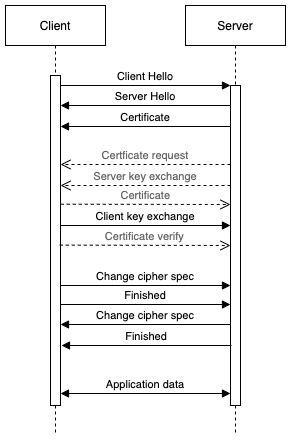 Client
Server
Client Hello
Server Hello
Certificate
Certficate request
Server key exchange
Certificate
Client key exchange
Certificate verify
Change cipher spec
Finished
Change cipher spec
Finished
Application data